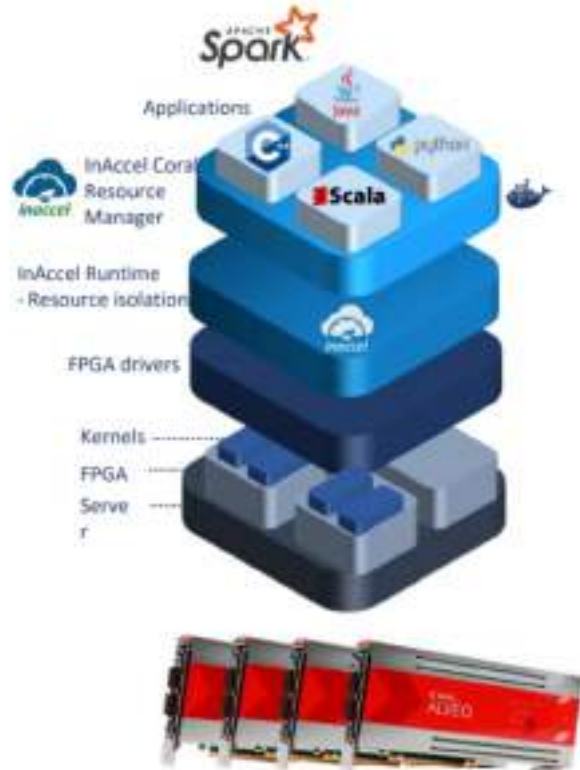 APACHE
Spark
Applications
Java
C++
python
InAccel Coral
Resource
Manager
inaccel
Scala
InAccel Runtime
- Resource isolation
inaccel
FPGA drivers
Kernels
FPGA
Serve
r
ALVEO